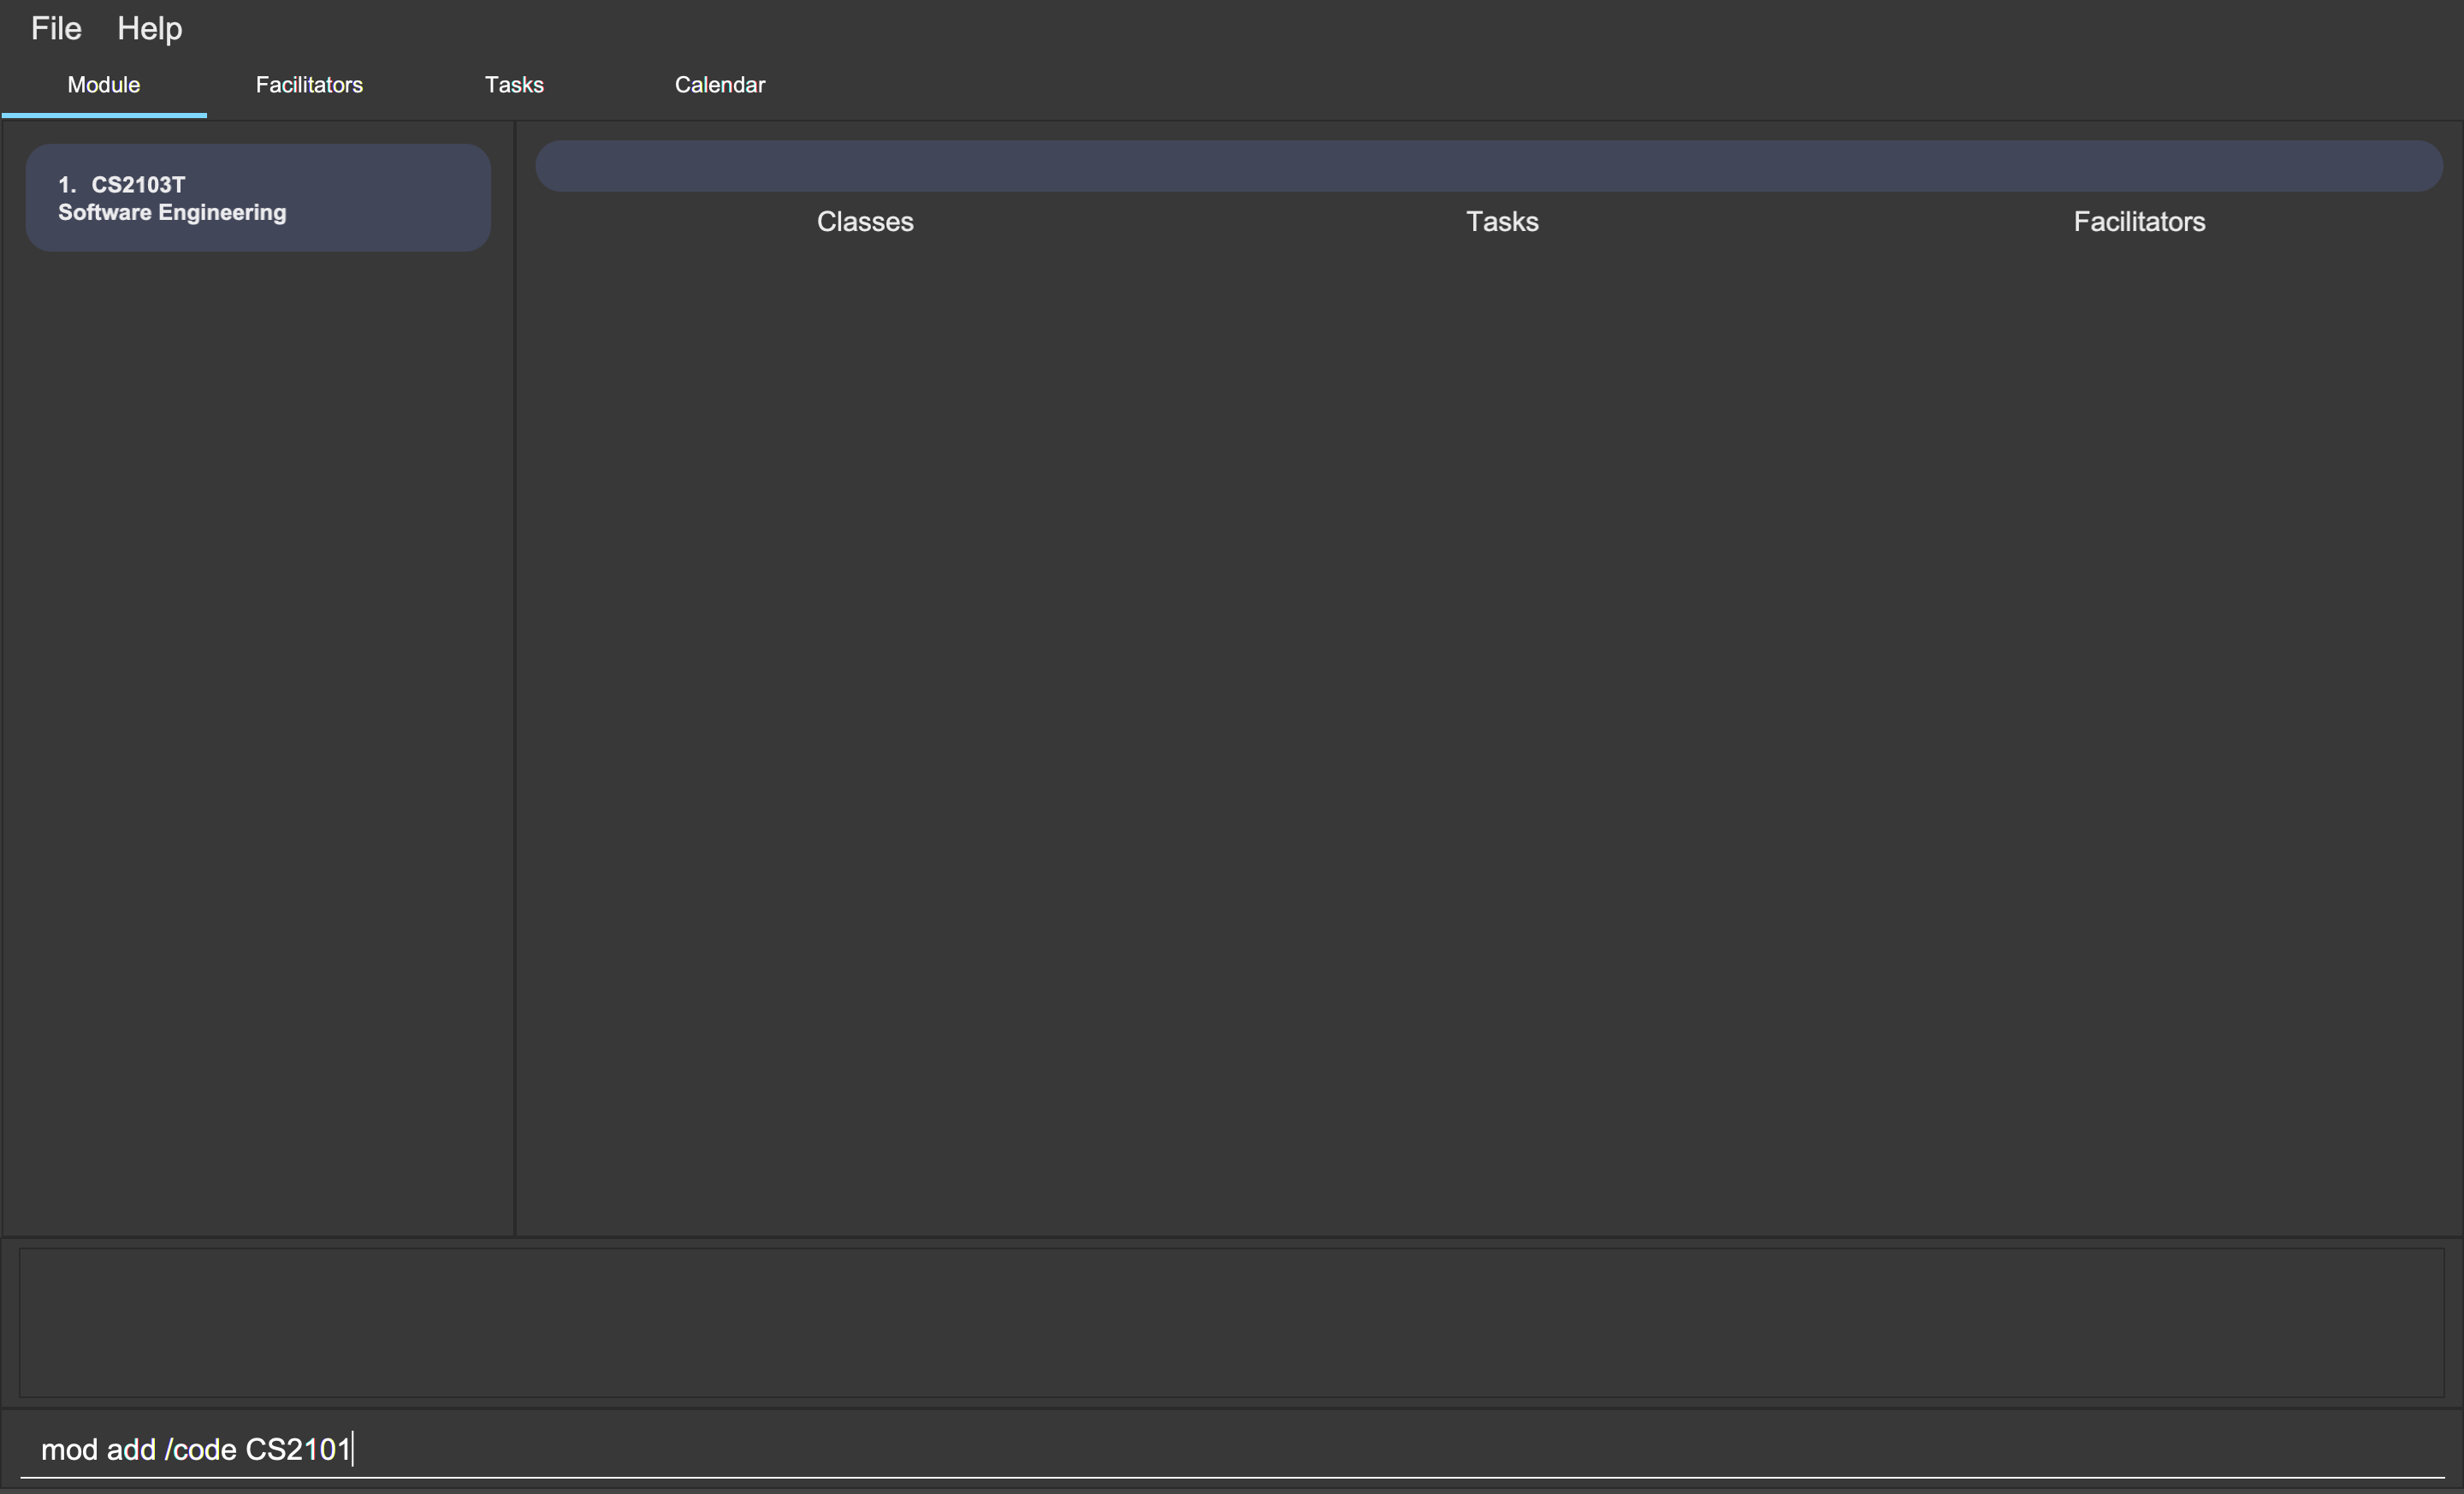 File Help
Module Facilitators Tasks Calendar
1. CS2103T
Software Engineering
Classes Tasks Facilitators
mod add /code CS2101